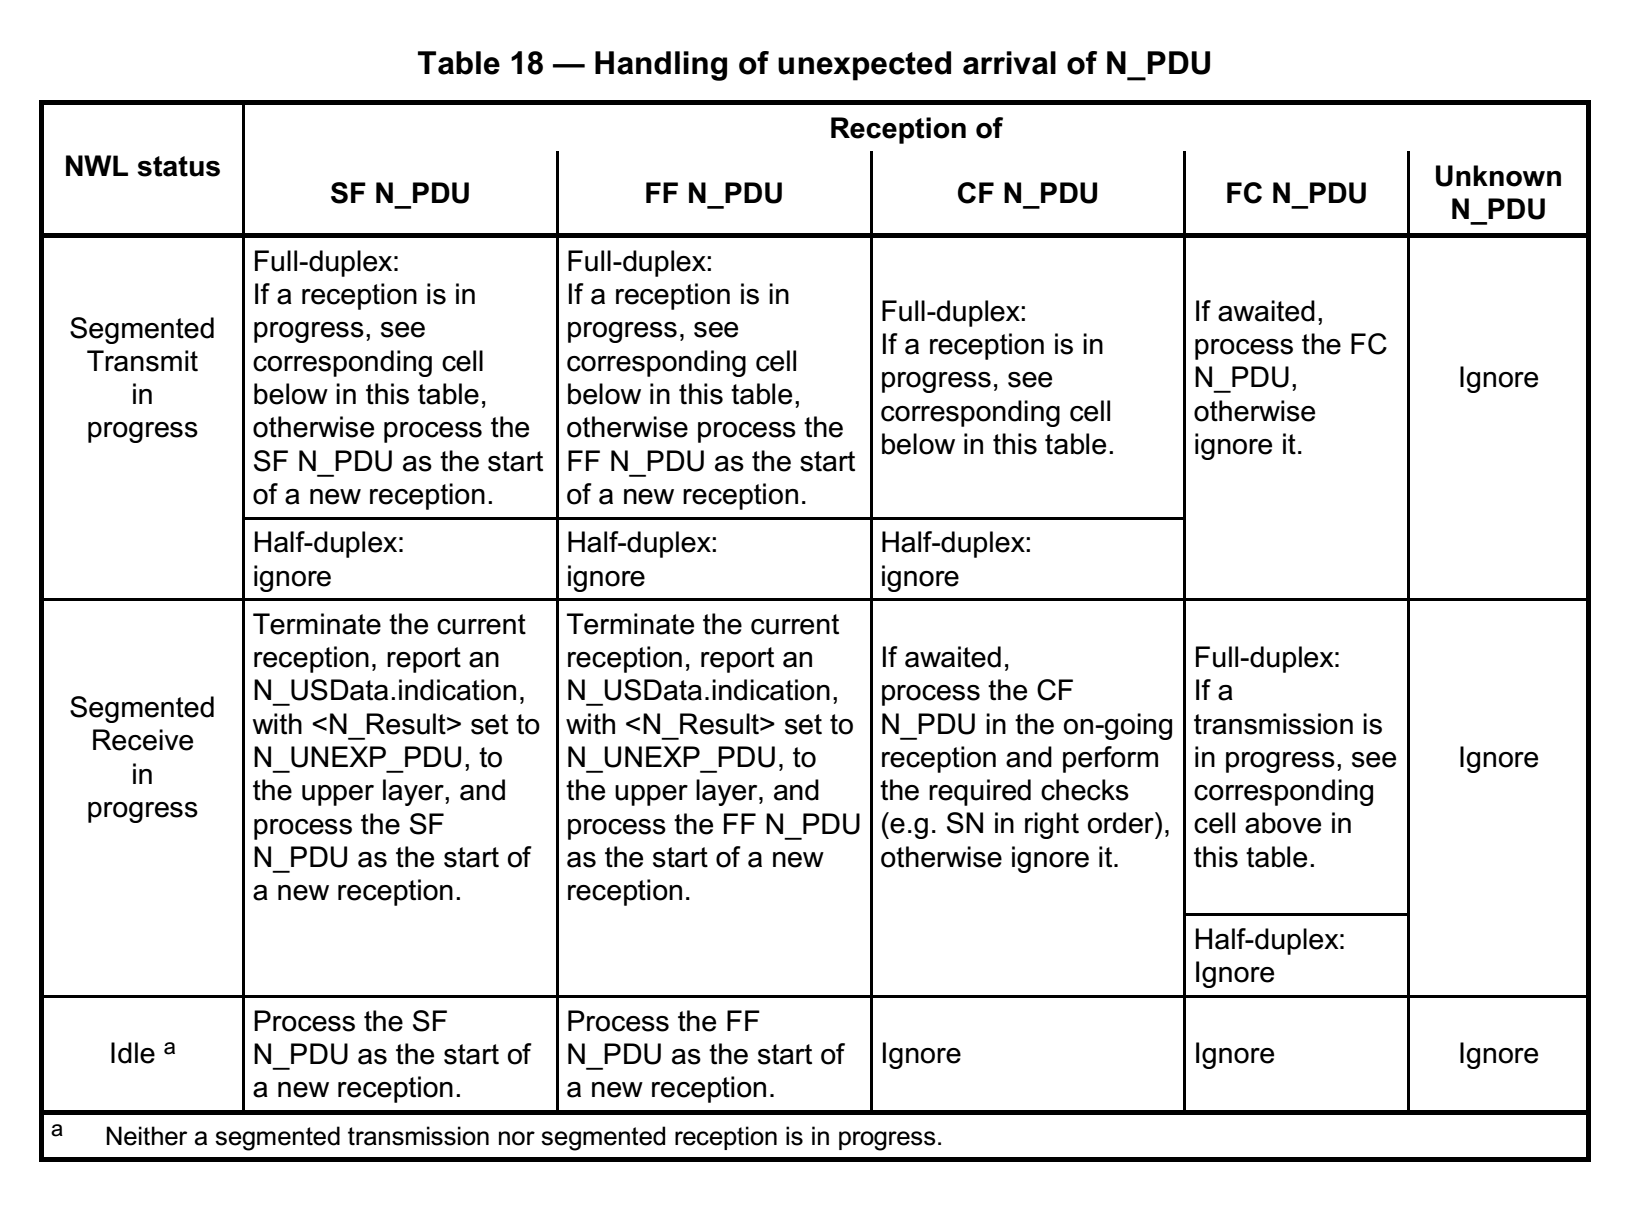 Table 18 — Handling of unexpected arrival of N_PDU
NWL status
Reception of
SF N_PDU
FF N_PDU
CF N_PDU
FC N_PDU
Unknown
N_PDU
Segmented
Transmit
in
progress
Full-duplex:
If a reception is in
progress, see
corresponding cell
below in this table,
otherwise process the
SF N_PDU as the start
of a new reception.
Full-duplex:
If a reception is in
progress, see
corresponding cell
below in this table,
otherwise process the
FF N_PDU as the start
of a new reception.
Full-duplex:
If a reception is in
progress, see
corresponding cell
below in this table.
If awaited,
process the FC
N_PDU,
otherwise
ignore it.
Ignore
Half-duplex:
ignore
Half-duplex:
ignore
Half-duplex:
ignore
Segmented
Receive
in
progress
Terminate the current
reception, report an
N_USData.indication,
with <N_Result> set to
N_UNEXP_PDU, to
the upper layer, and
process the SF
N_PDU as the start of
a new reception.
Terminate the current
reception, report an
N_USData.indication,
with <N_Result> set to
N_UNEXP_PDU, to
the upper layer, and
process the FF N_PDU
as the start of a new
reception.
If awaited,
process the CF
N_PDU in the on-going
reception and perform
the required checks
(e.g. SN in right order),
otherwise ignore it.
Full-duplex:
If a
transmission is
in progress, see
corresponding
cell above in
this table.
Ignore
Half-duplex:
Ignore
Idle a
Process the SF
N_PDU as the start of
a new reception.
Process the FF
N_PDU as the start of
a new reception.
Ignore
Ignore
Ignore
a Neither a segmented transmission nor segmented reception is in progress.